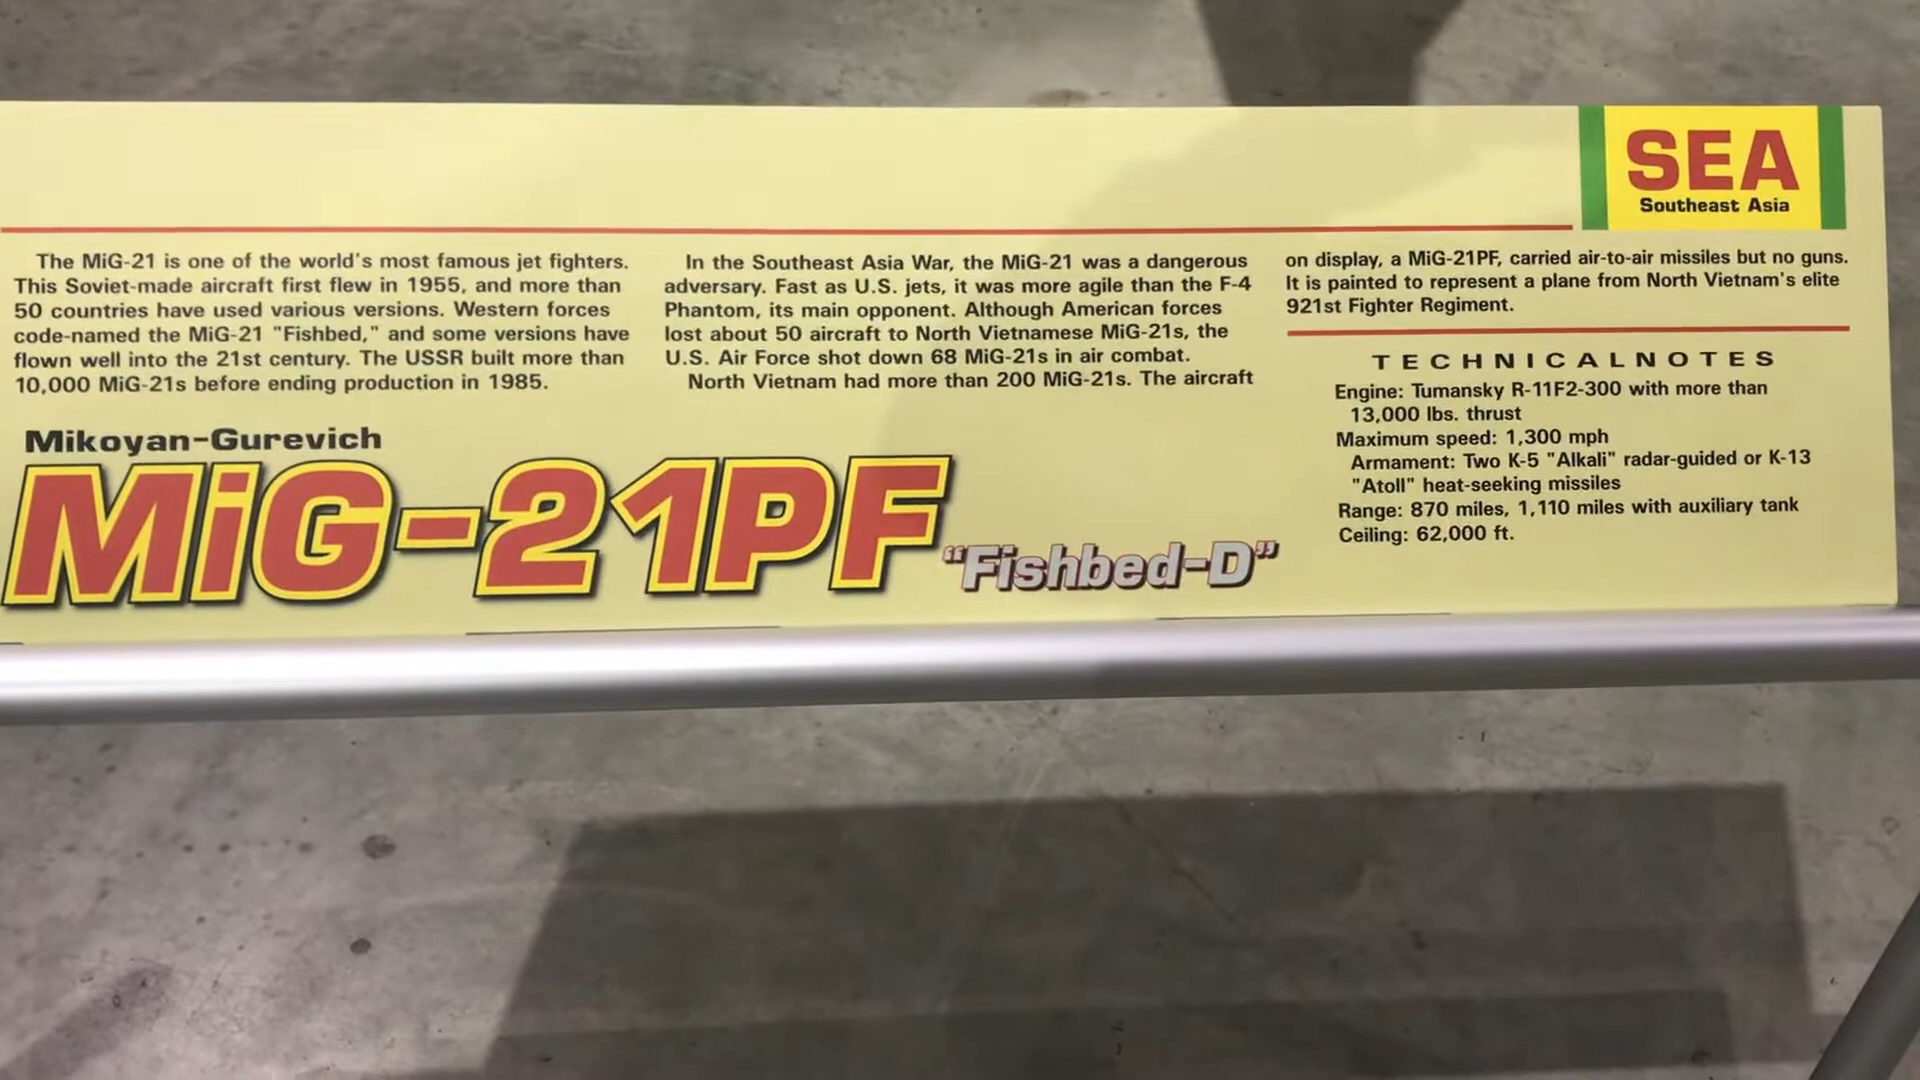 SEA
Southeast Asia
The MiG-21 is one of the world's most famous jet fighters.
This Soviet-made aircraft first flew in 1955, and more than
50 countries have used various versions. Western forces
code-named the MiG-21 "Fishbed," and some versions have
flown well into the 21st century. The USSR built more than
10,000 MiG-21s before ending production in 1985.
In the Southeast Asia War, the MiG-21 was a dangerous
adversary. Fast as U.S. jets, it was more agile than the F-4
Phantom, its main opponent. Although American forces
lost about 50 aircraft to North Vietnamese MiG-21s, the
U.S. Air Force shot down 68 MiG-21s in air combat.
North Vietnam had more than 200 MiG-21s. The aircraft
on display, a MiG-21PF, carried air-to-air missiles but no guns.
It is painted to represent a plane from North Vietnam's elite
921st Fighter Regiment.
TECHNICALNOTES
Engine: Tumansky R-11F2-300 with more than
13,000 lbs. thrust
Maximum speed: 1,300 mph
Armament: Two K-5 "Alkali" radar-guided or K-13
"Atoll" heat-seeking missiles
Range: 870 miles, 1,110 miles with auxiliary tank
Ceiling: 62,000 ft.
Mikoyan-Gurevich
MiG-21PF
"Fishbed-D"